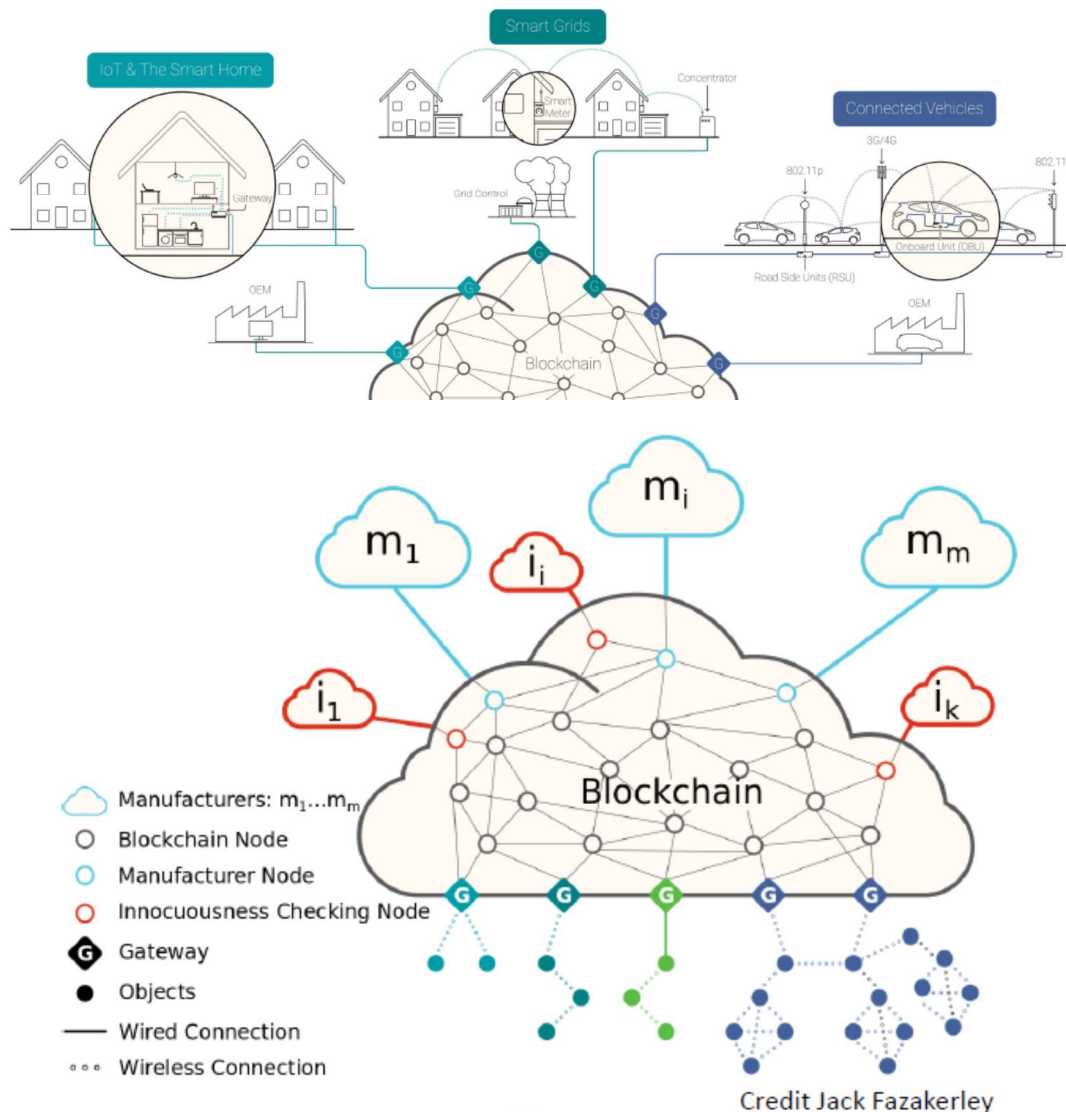 Smart Grids
IoT & The Smart Home
Concentrator
Smart
Meter
Connected Vehicles
3G/4G
802.11p
802.11
Gateway
Grid Control
Onboard Unit (OBU)
Road Side Units (RSU)
OEM
OEM
G
G
G
G
G
G
Blockchain
m1
mi
mm
ii
i1
ik
Blockchain
Manufacturers: m1...mm
Blockchain Node
Manufacturer Node
Innocuousness Checking Node
G Gateway
Objects
Wired Connection
Wireless Connection
G G G G G
Credit Jack Fazakerley